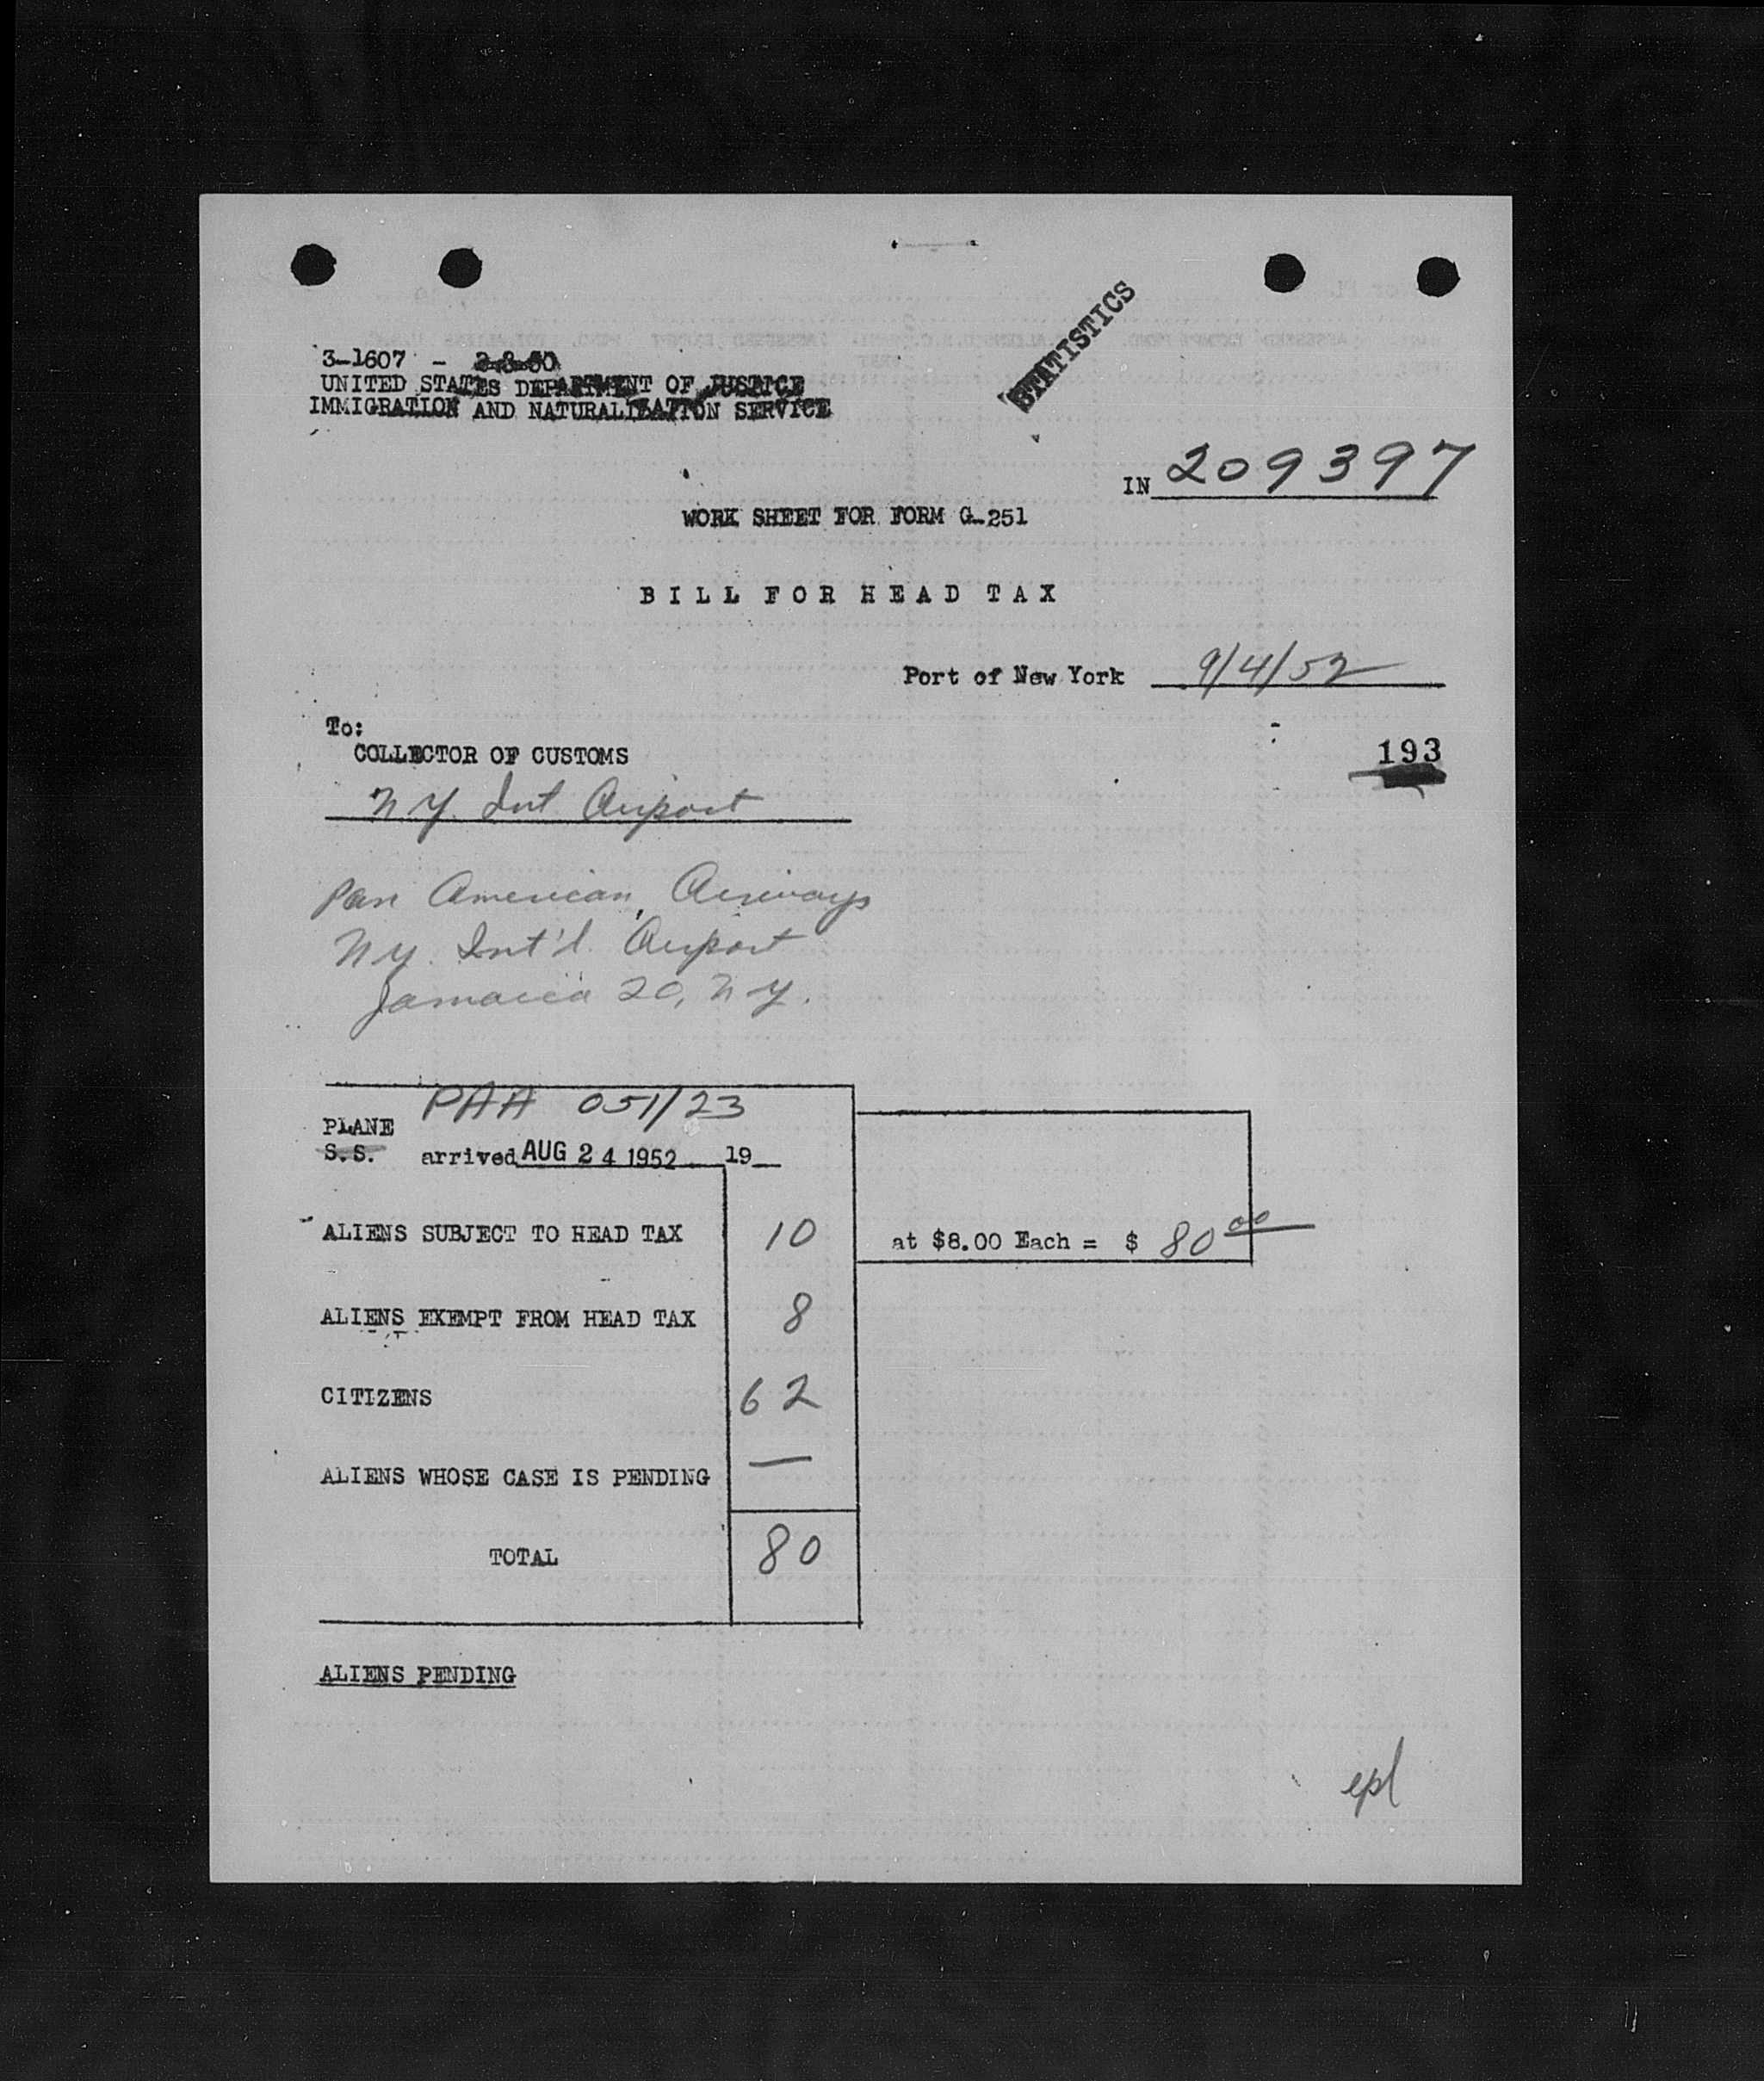 STATISTICS
3-1607 - 2-8-50
UNITED STATES DEPARTMENT OF JUSTICE
IMMIGRATION AND NATURALIZATION SERVICE
IN 209397
WORK SHEET FOR FORM G-251
BILL FOR HEAD TAX
Port of New York 9/4/52
To:
COLLECTOR OF CUSTOMS
193
N.Y. Int Airport
Pan American Airways
N.Y. Int'l. Airport
Jamaica 20, N.Y.
PAA 051/23
PLANE
S.S. arrived AUG 24 1952 19
ALIENS SUBJECT TO HEAD TAX 10 at $8.00 Each = $ 80 00
ALIENS EXEMPT FROM HEAD TAX 8
CITIZENS 62
ALIENS WHOSE CASE IS PENDING —
TOTAL 80
ALIENS PENDING
epl